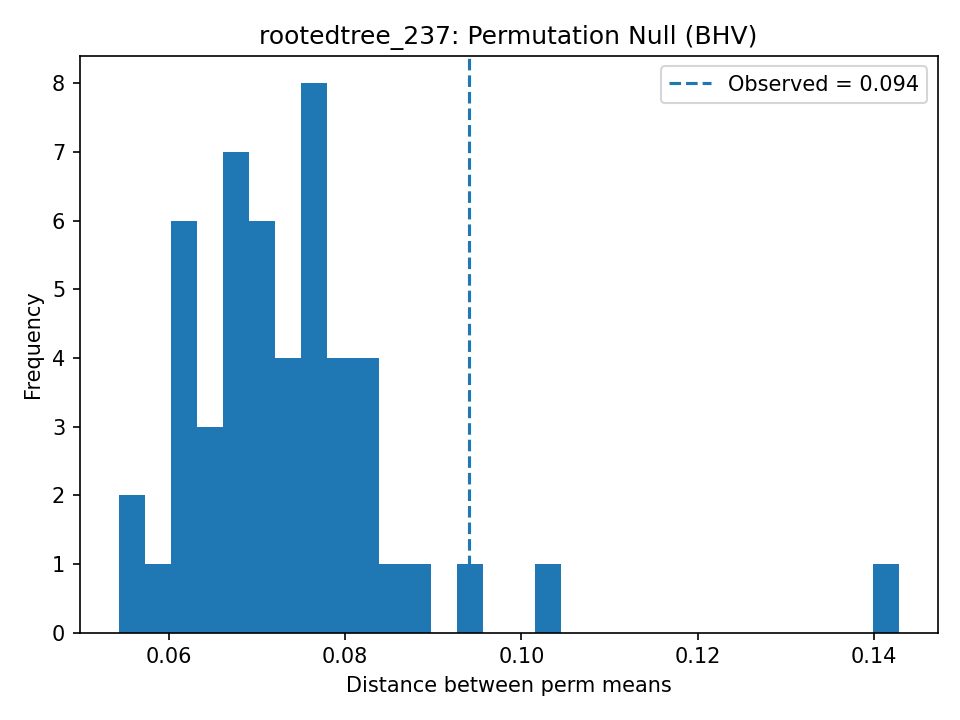 rootedtree_237: Permutation Null (BHV)
Observed = 0.094
Frequency
8
7
6
5
4
3
2
1
0
0.06 0.08 0.10 0.12 0.14
Distance between perm means